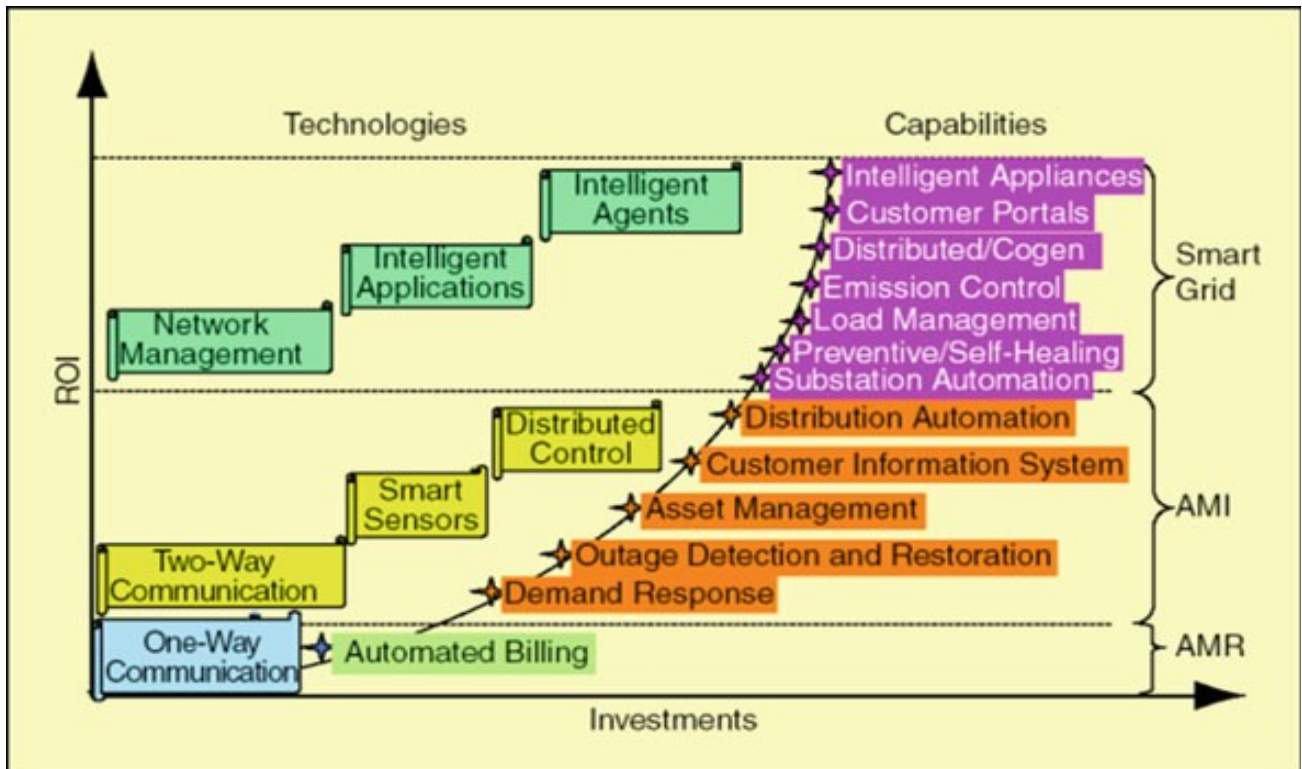 Technologies
Capabilities
Intelligent
Agents
Intelligent
Applications
Network
Management
Intelligent Appliances
Customer Portals
Distributed/Cogen
Emission Control
Load Management
Preventive/Self-Healing
Substation Automation
Smart
Grid
ROI
Distributed
Control
Smart
Sensors
Two-Way
Communication
Distribution Automation
Customer Information System
Asset Management
Outage Detection and Restoration
Demand Response
AMI
One-Way
Communication
Automated Billing
AMR
Investments